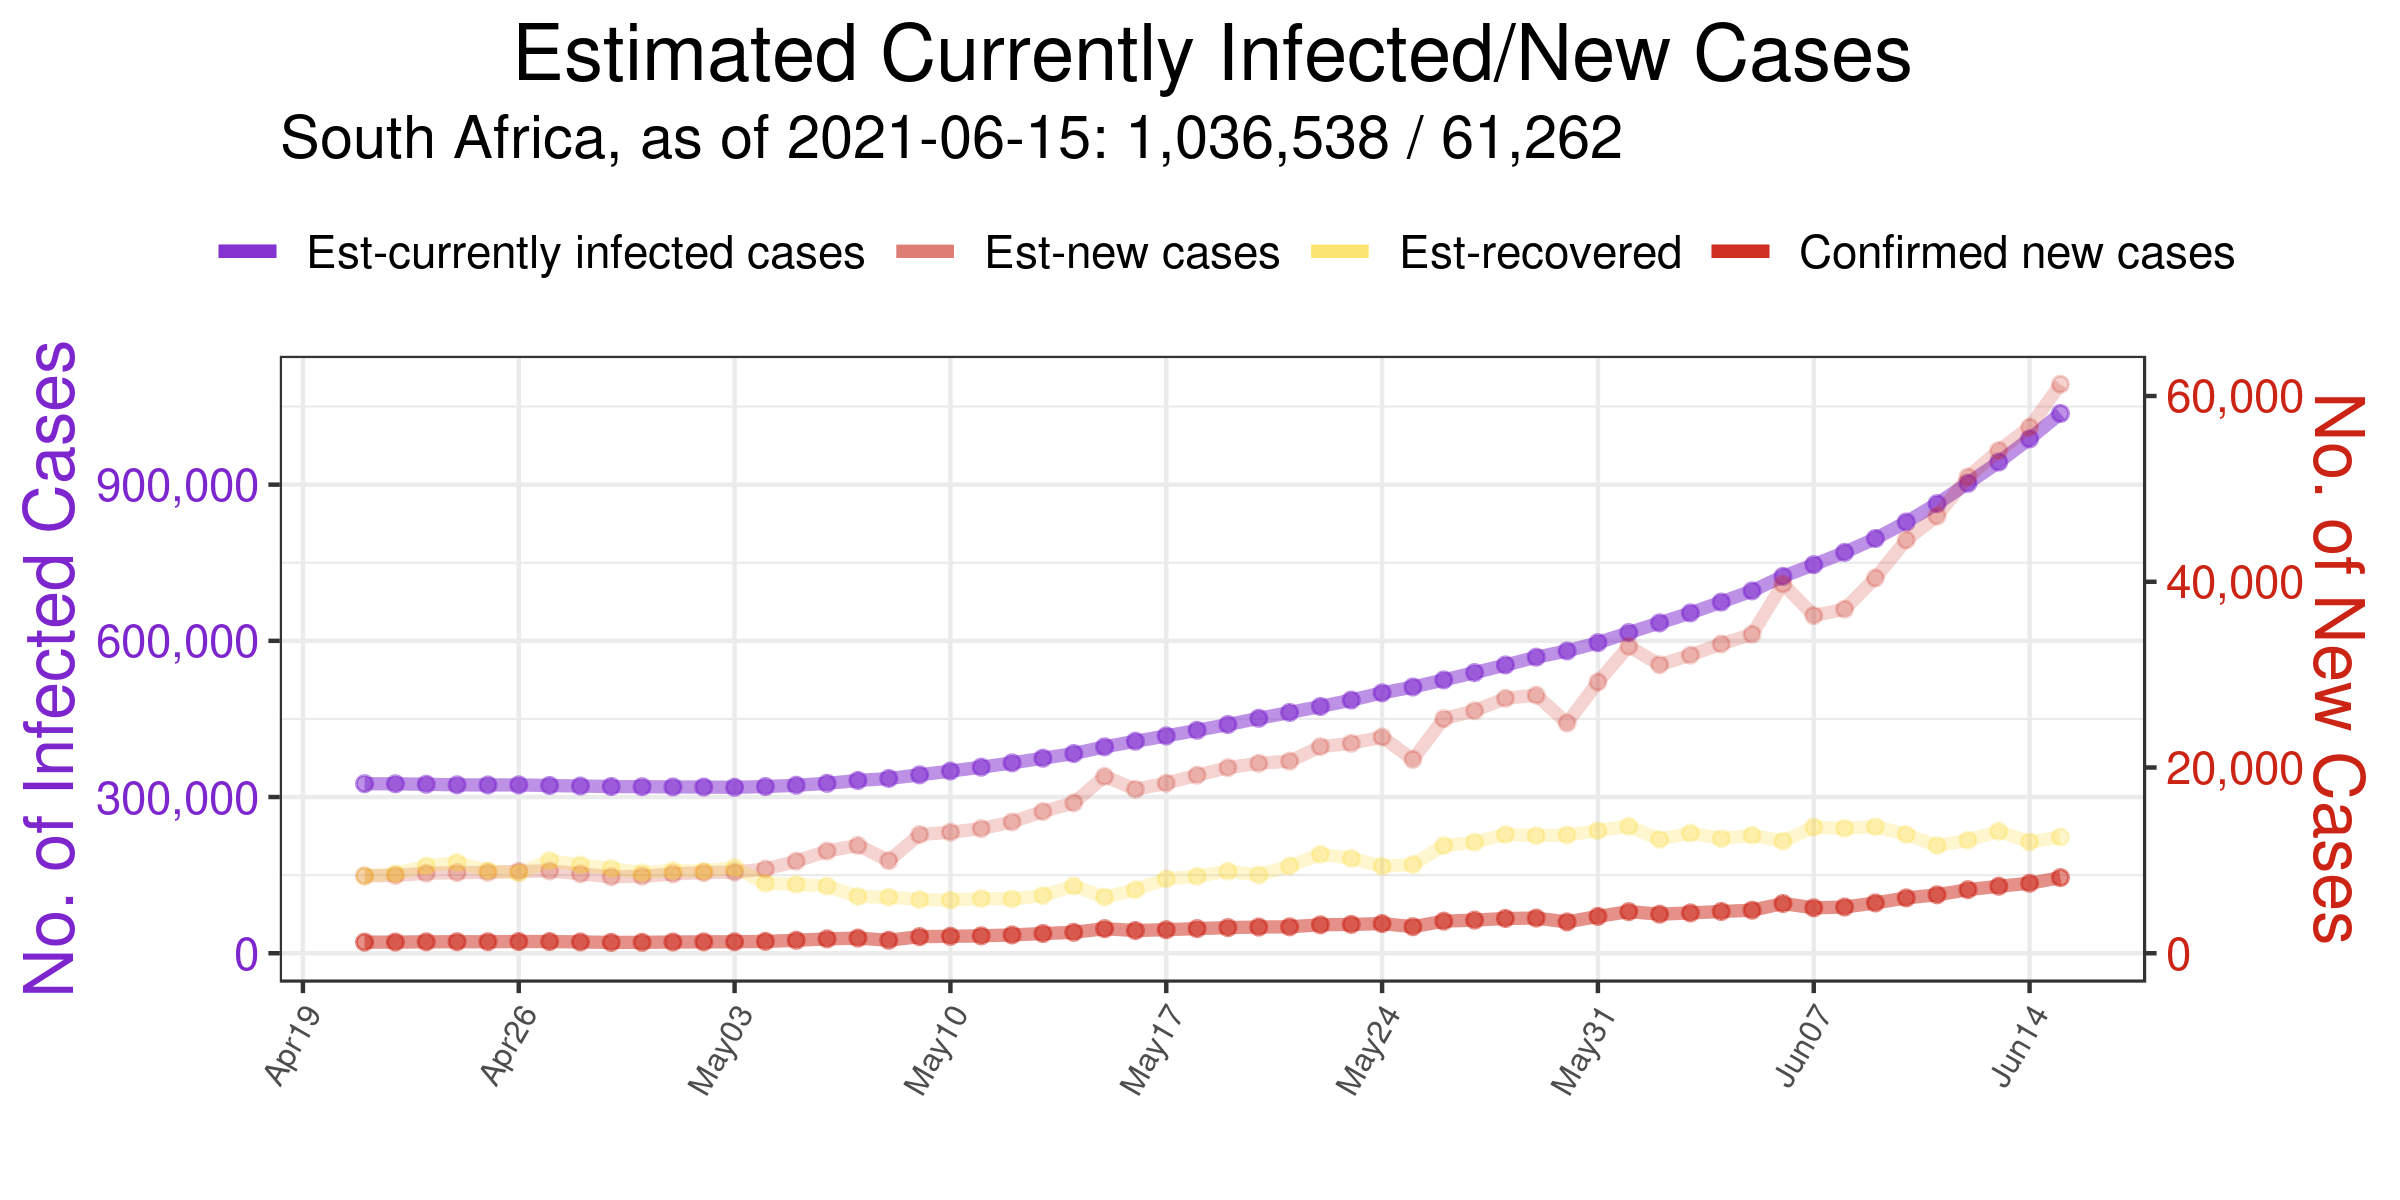 Estimated Currently Infected/New Cases
South Africa, as of 2021-06-15: 1,036,538 / 61,262
Est-currently infected cases Est-new cases Est-recovered Confirmed new cases
No. of Infected Cases
900,000
600,000
300,000
0
60,000
40,000
20,000
0
No. of New Cases
Apr19 Apr26 May03 May10 May17 May24 May31 Jun07 Jun14